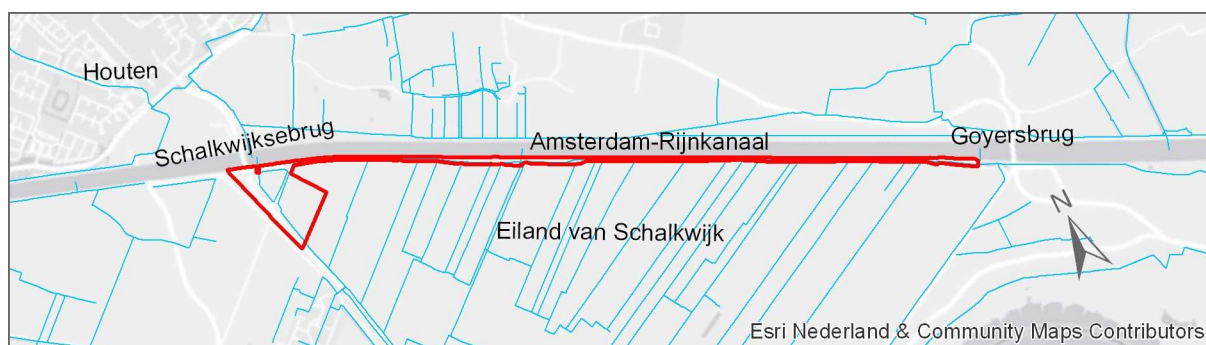 Houten
Schalkwijksebrug
Amsterdam-Rijnkanaal
Goyersbrug
N
Eiland van Schalkwijk
Esri Nederland & Community Maps Contributors